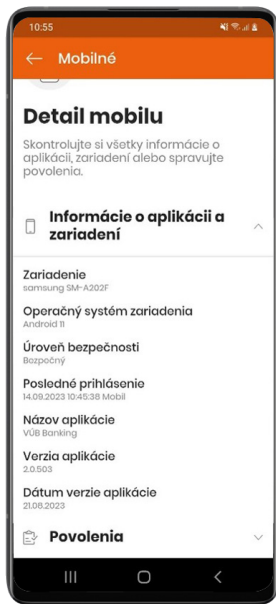 10:55
Mobilné
Detail mobilu
Skontrolujte si všetky informácie o
aplikácii, zariadení alebo spravujte
povolenia.
Informácie o aplikácii a
zariadení
Zariadenie
samsung SM-A202F
Operačný systém zariadenia
Android 11
Úroveň bezpečnosti
Bezpečný
Posledné prihlásenie
14.09.2023 10:45:38 Mobil
Názov aplikácie
VÚB Banking
Verzia aplikácie
2.0.503
Dátum verzie aplikácie
21.08.2023
Povolenia